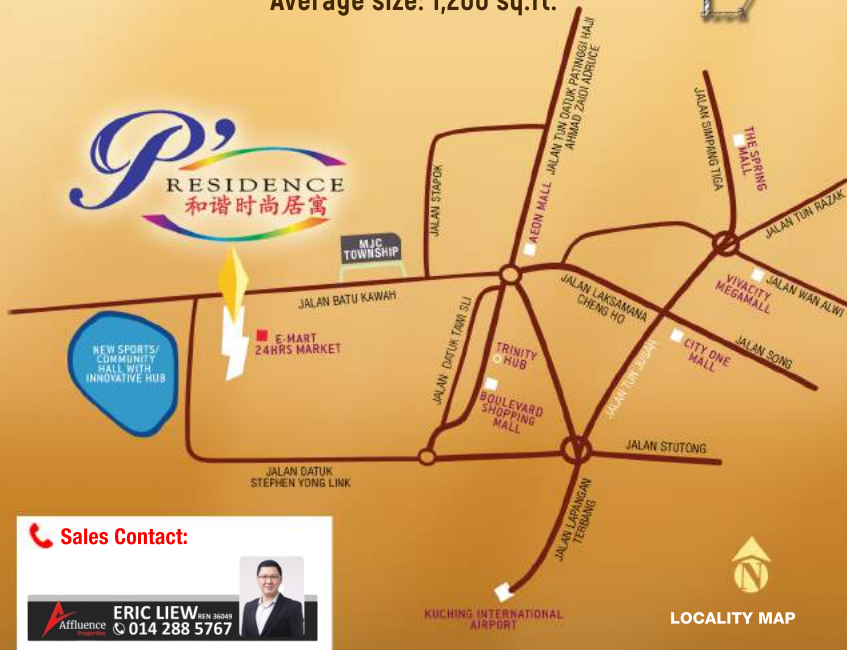 Average size: 1,200 sq.ft.
P'
RESIDENCE
和谐时尚居寓
JALAN TUN DATUK PATINGGI HAJI
AHMAD ZAIDI ADRUCE
JALAN SIMPANG TIGA
THE SPRING
MALL
JALAN STAPOK
AEON MALL
JALAN TUN RAZAK
MJC
TOWNSHIP
JALAN BATU KAWAH
JALAN LAKSAMANA
CHENG HO
VIVACITY
MEGAMALL
JALAN WAN ALWI
E-MART
24HRS MARKET
NEW SPORTS/
COMMUNITY
HALL WITH
INNOVATIVE HUB
JALAN DATUK TAWI SLI
TRINITY
HUB
BOULEVARD
SHOPPING
MALL
JALAN TUN JUGAH
CITY ONE
MALL
JALAN SONG
JALAN STUTONG
JALAN DATUK
STEPHEN YONG LINK
JALAN LAPANGAN
TERBANG
KUCHING INTERNATIONAL
AIRPORT
N
LOCALITY MAP
Sales Contact:
Affluence
Properties
ERIC LIEW REN 36049
014 288 5767